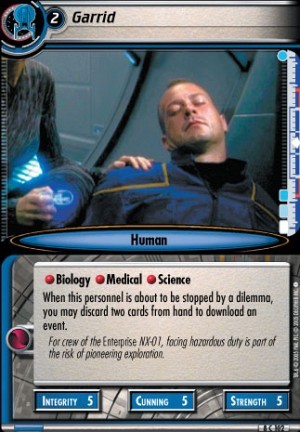 2 Garrid
Human
Biology Medical Science
When this personnel is about to be stopped by a dilemma,
you may discard two cards from hand to download an
event.
For crew of the Enterprise NX-01, facing hazardous duty is part of
the risk of pioneering exploration.
INTEGRITY 5 CUNNING 5 STRENGTH 5